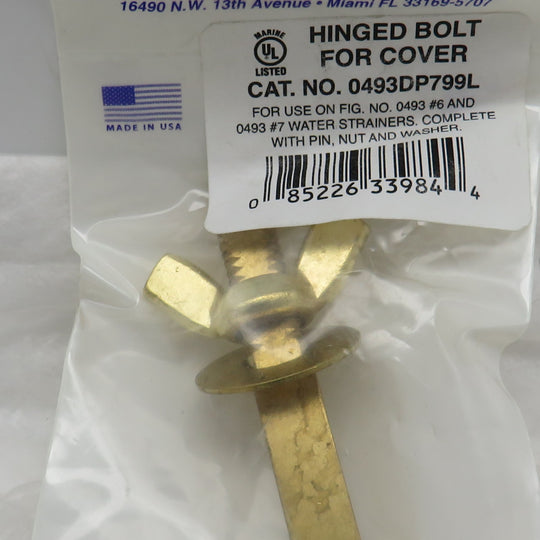 16490 N.W. 13th Avenue • Miami FL 33169-5707
MARINE
UL
LISTED
HINGED BOLT
FOR COVER
CAT. NO. 0493DP799L
MADE IN USA
FOR USE ON FIG. NO. 0493 #6 AND
0493 #7 WATER STRAINERS. COMPLETE
WITH PIN, NUT AND WASHER.
0 85226 33984 4